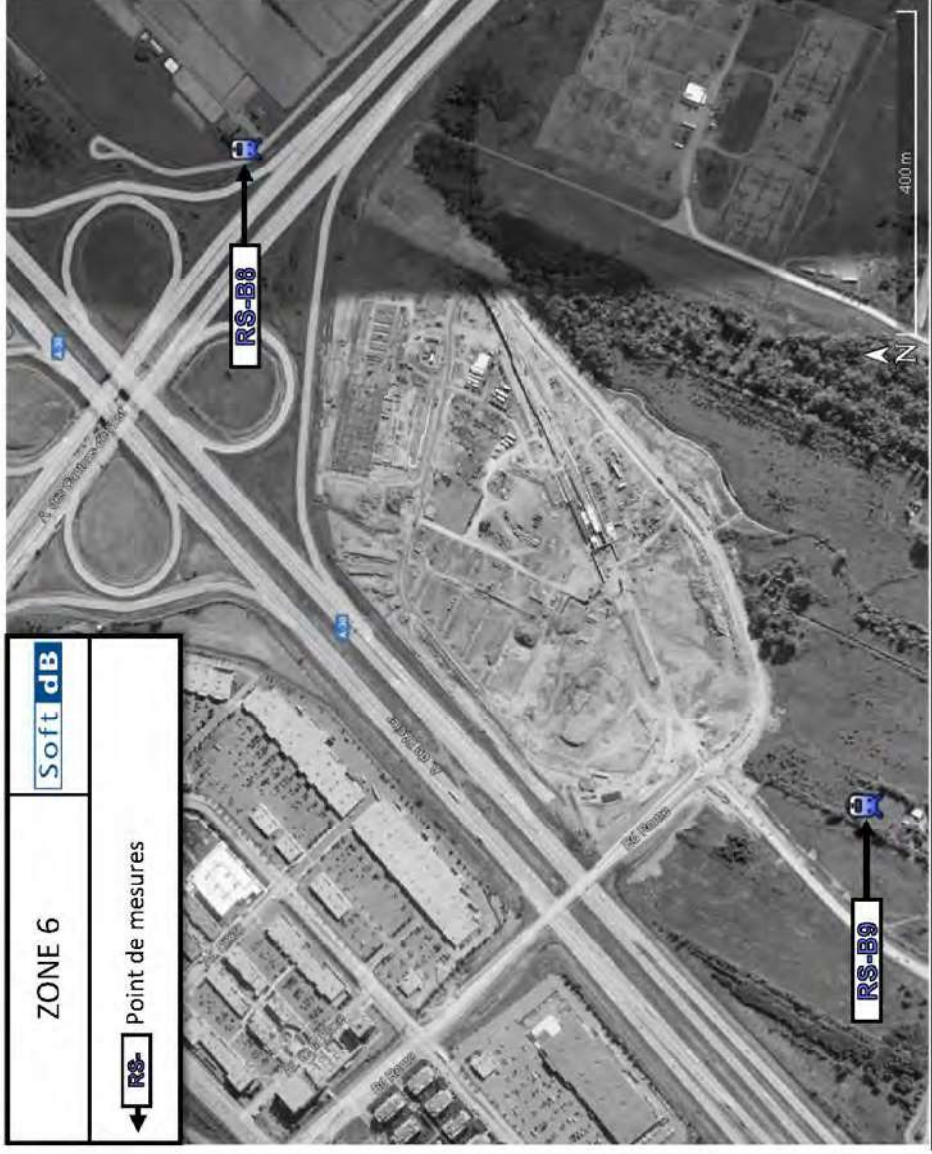 ZONE 6
Soft dB
RS- Point de mesures
A-30
A-30
RS-B8
RS-B9
N
400 m